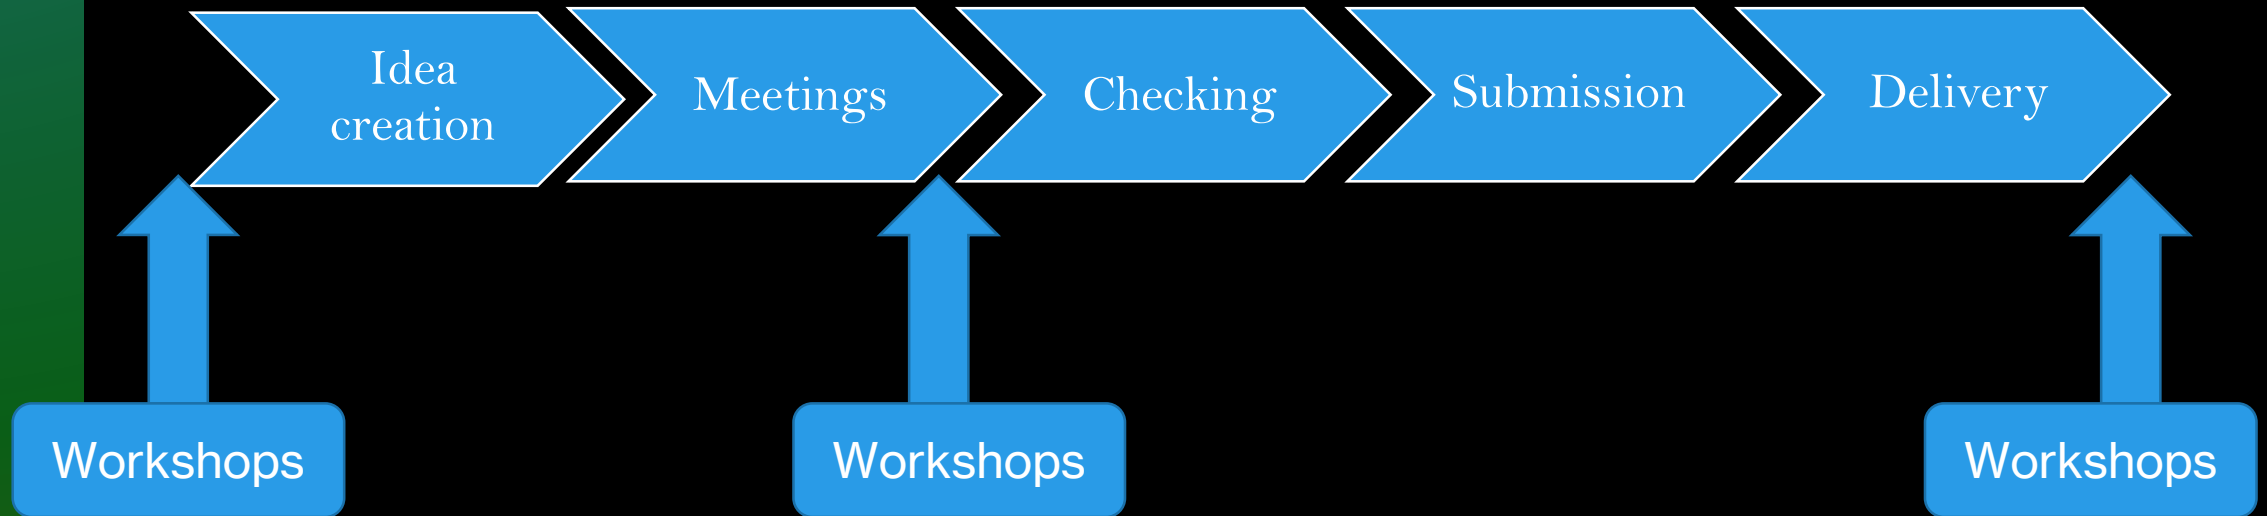 Idea
creation
Meetings
Checking
Submission
Delivery
Workshops
Workshops
Workshops